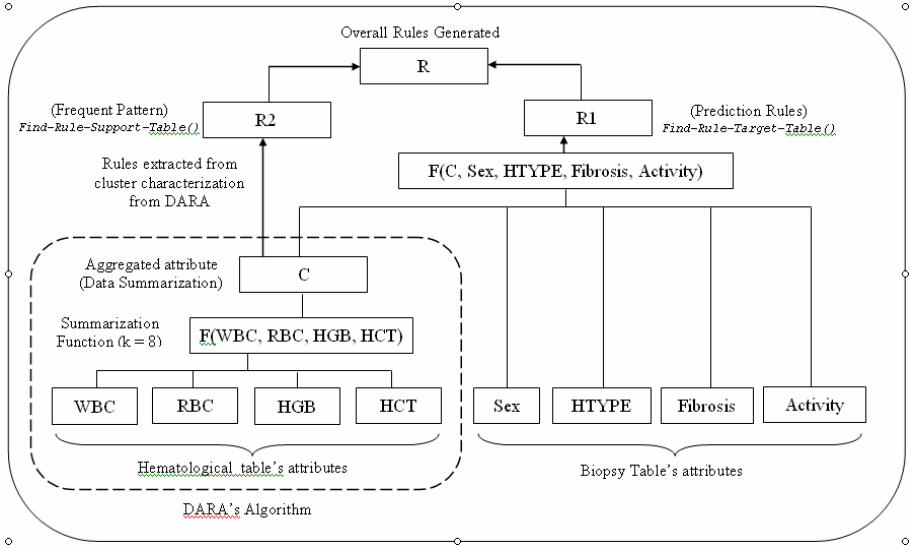 Overall Rules Generated
R
(Frequent Pattern)
Find-Rule-Support-Table()
R2
R1
(Prediction Rules)
Find-Rule-Target-Table()
Rules extracted from
cluster characterization
from DARA
F(C, Sex, HTYPE, Fibrosis, Activity)
Aggregated attribute
(Data Summarization)
C
Summarization
Function (k = 8)
F(WBC, RBC, HGB, HCT)
WBC
RBC
HGB
HCT
Sex
HTYPE
Fibrosis
Activity
Hematological table's attributes
Biopsy Table's attributes
DARA's Algorithm